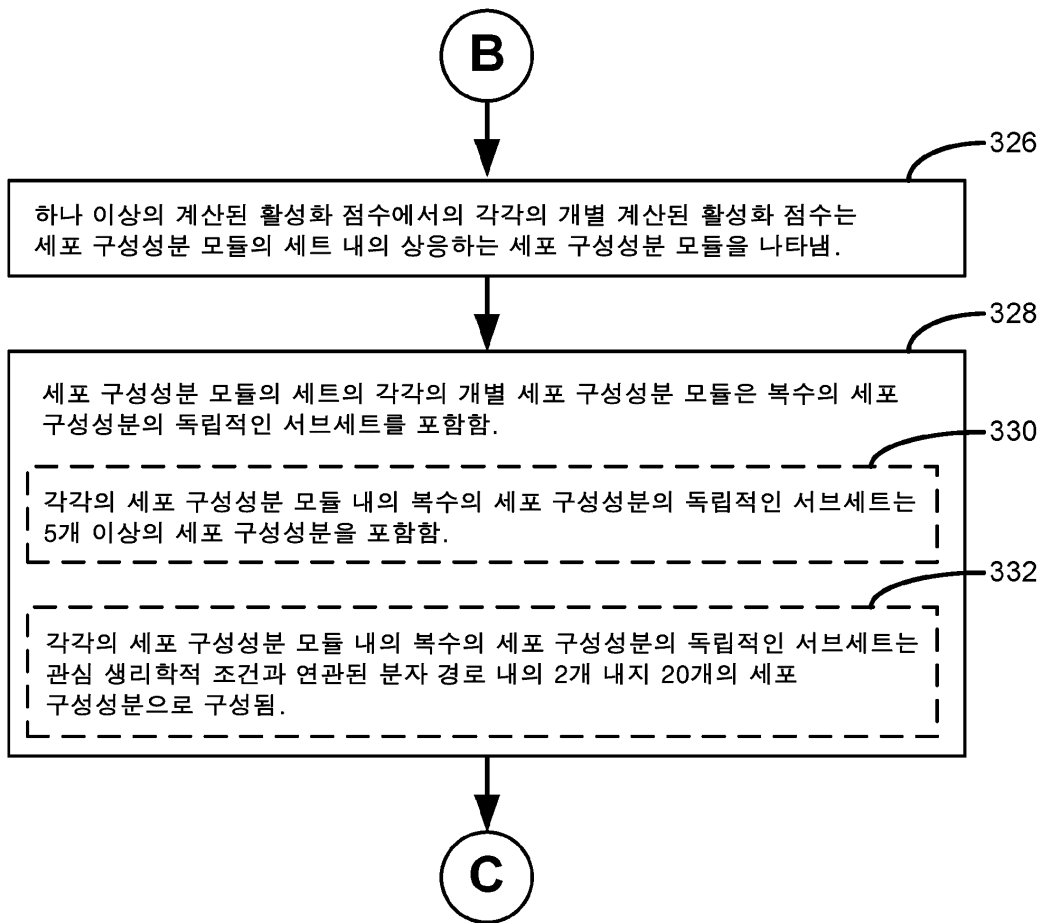 B
326
하나 이상의 계산된 활성화 점수에서의 각각의 개별 계산된 활성화 점수는
세포 구성성분 모듈의 세트 내의 상응하는 세포 구성성분 모듈을 나타냄.
328
세포 구성성분 모듈의 세트의 각각의 개별 세포 구성성분 모듈은 복수의 세포
구성성분의 독립적인 서브세트를 포함함.
330
각각의 세포 구성성분 모듈 내의 복수의 세포 구성성분의 독립적인 서브세트는
5개 이상의 세포 구성성분을 포함함.
332
각각의 세포 구성성분 모듈 내의 복수의 세포 구성성분의 독립적인 서브세트는
관심 생리학적 조건과 연관된 분자 경로 내의 2개 내지 20개의 세포
구성성분으로 구성됨.
C